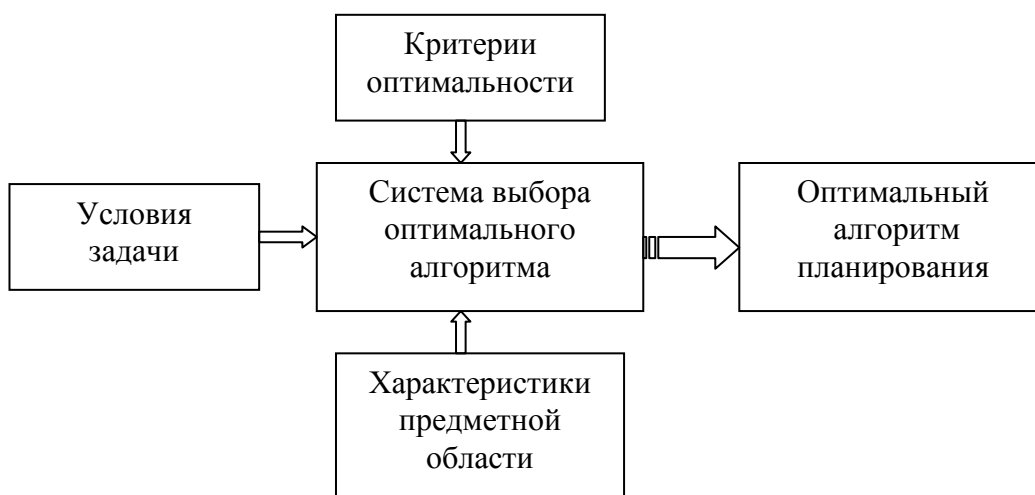 Критерии
оптимальности
Условия
задачи
Система выбора
оптимального
алгоритма
Оптимальный
алгоритм
планирования
Характеристики
предметной
области